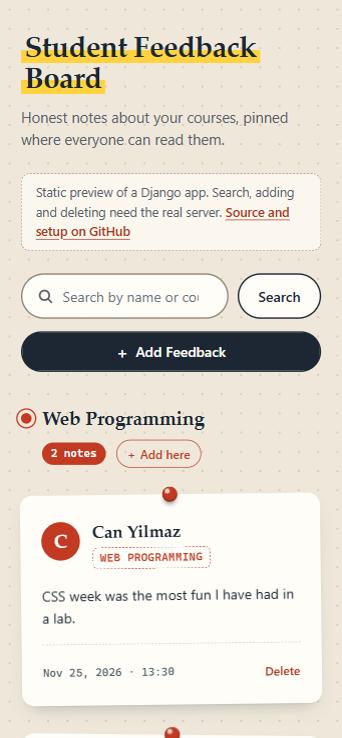 Student Feedback
Board
Honest notes about your courses, pinned
where everyone can read them.
Static preview of a Django app. Search, adding
and deleting need the real server. Source and
setup on GitHub
Search by name or cou
Search
+ Add Feedback
Web Programming
2 notes
+ Add here
C
Can Yilmaz
WEB PROGRAMMING
CSS week was the most fun I have had in
a lab.
Nov 25, 2026 · 13:30
Delete